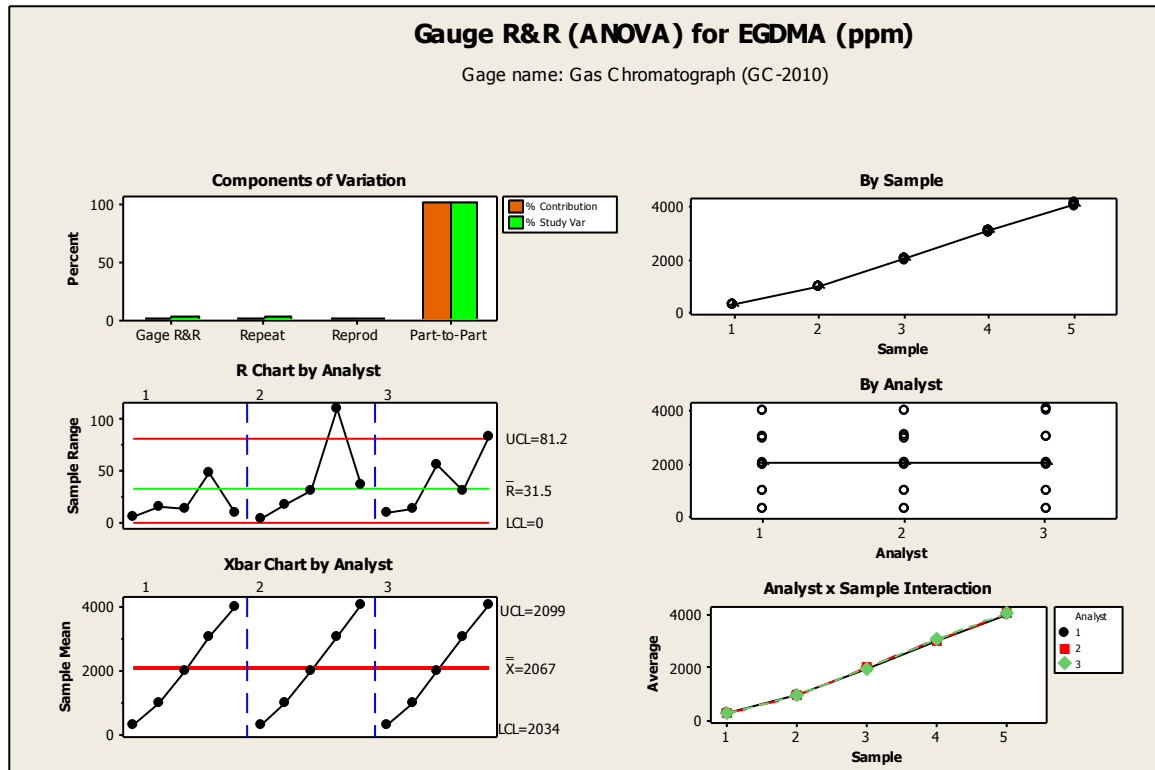 Gauge R&R (ANOVA) for EGDMA (ppm)
Gage name: Gas Chromatograph (GC-2010)
Components of Variation
Percent
100
50
0
Gage R&R Repeat Reprod Part-to-Part
% Contribution
% Study Var
R Chart by Analyst
1 2 3
Sample Range
100
50
0
UCL=81.2
R=31.5
LCL=0
Xbar Chart by Analyst
1 2 3
Sample Mean
4000
2000
0
UCL=2099
X=2067
LCL=2034
By Sample
4000
2000
0
1 2 3 4 5
Sample
By Analyst
4000
2000
0
1 2 3
Analyst
Analyst x Sample Interaction
Average
4000
2000
0
1 2 3 4 5
Sample
Analyst
1
2
3